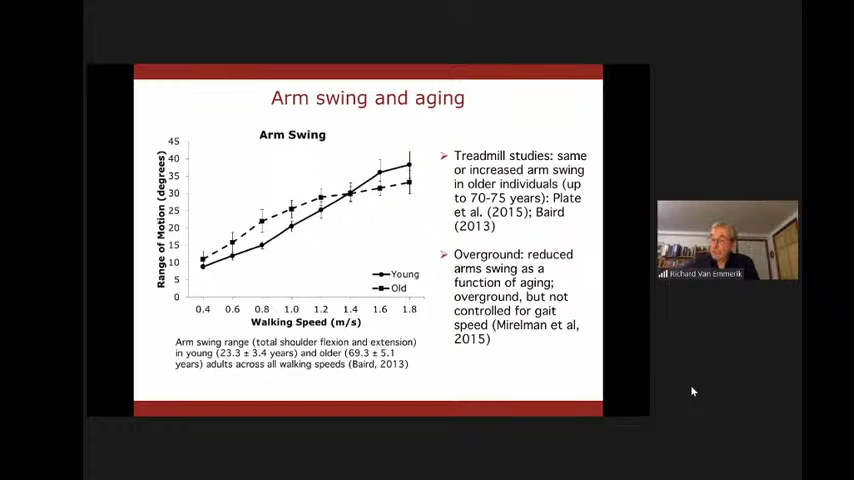 Arm swing and aging
Arm Swing
Range of Motion (degrees)
45
40
35
30
25
20
15
10
5
0
0.4 0.6 0.8 1.0 1.2 1.4 1.6 1.8
Walking Speed (m/s)
Young
Old
Arm swing range (total shoulder flexion and extension)
in young (23.3 ± 3.4 years) and older (69.3 ± 5.1
years) adults across all walking speeds (Baird, 2013)
Treadmill studies: same
or increased arm swing
in older individuals (up
to 70-75 years): Plate
et al. (2015); Baird
(2013)
Overground: reduced
arms swing as a
function of aging;
overground, but not
controlled for gait
speed (Mirelman et al,
2015)
Richard Van Emmerik